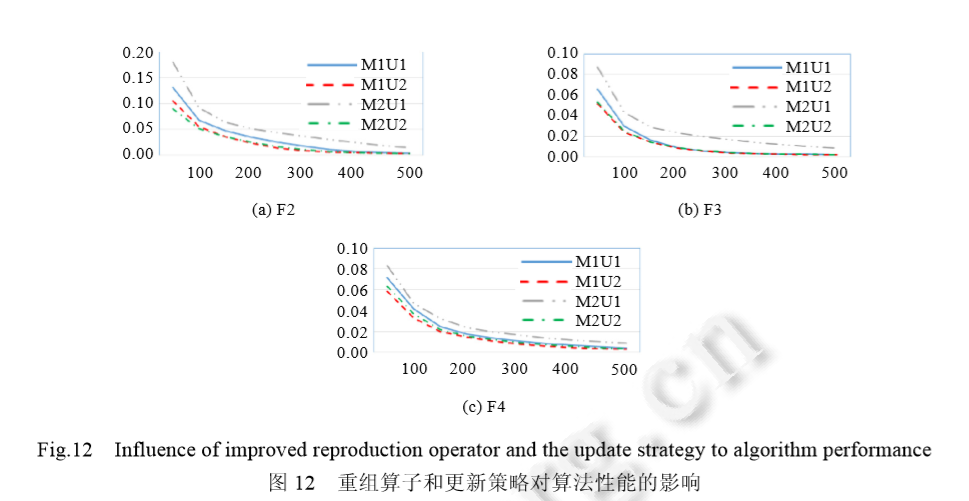 0.20
0.15
0.10
0.05
0.00
M1U1
M1U2
M2U1
M2U2
100 200 300 400 500
(a) F2
0.10
0.08
0.06
0.04
0.02
0.00
M1U1
M1U2
M2U1
M2U2
100 200 300 400 500
(b) F3
0.10
0.08
0.06
0.04
0.02
0.00
M1U1
M1U2
M2U1
M2U2
100 200 300 400 500
(c) F4
Fig.12 Influence of improved reproduction operator and the update strategy to algorithm performance
图 12 重组算子和更新策略对算法性能的影响
rg.cn